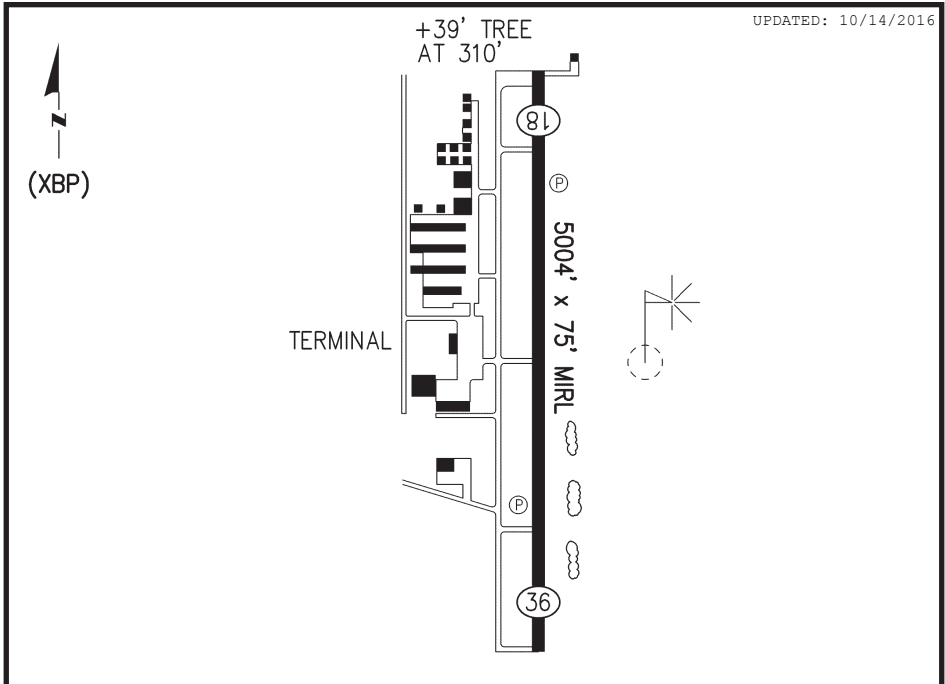 UPDATED: 10/14/2016
+39' TREE
AT 310'
N
(XBP)
18
P
5004' x 75' MIRL
TERMINAL
P
36